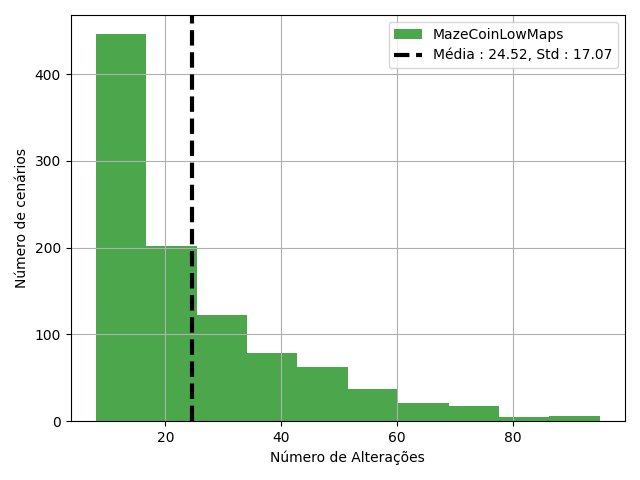 MazeCoinLowMaps
Média : 24.52, Std : 17.07
Número de cenários
400
300
200
100
0
20 40 60 80
Número de Alterações